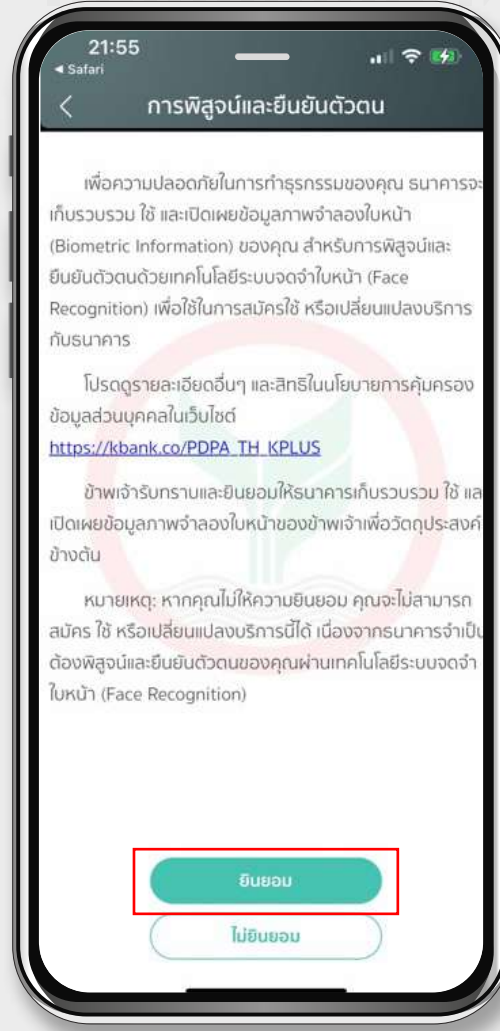 21:55
◀ Safari
การพิสูจน์และยืนยันตัวตน
เพื่อความปลอดภัยในการทำธุรกรรมของคุณ ธนาคารจะ
เก็บรวบรวม ใช้ และเปิดเผยข้อมูลภาพจำลองใบหน้า
(Biometric Information) ของคุณ สำหรับการพิสูจน์และ
ยืนยันตัวตนด้วยเทคโนโลยีระบบจดจำใบหน้า (Face
Recognition) เพื่อใช้ในการสมัครใช้ หรือเปลี่ยนแปลงบริการ
กับธนาคาร
โปรดดูรายละเอียดอื่นๆ และสิทธิในนโยบายการคุ้มครอง
ข้อมูลส่วนบุคคลในเว็บไซต์
https://kbank.co/PDPA_TH_KPLUS
ข้าพเจ้ารับทราบและยินยอมให้ธนาคารเก็บรวบรวม ใช้ แล
เปิดเผยข้อมูลภาพจำลองใบหน้าของข้าพเจ้าเพื่อวัตถุประสงค์
ข้างต้น
หมายเหตุ: หากคุณไม่ให้ความยินยอม คุณจะไม่สามารถ
สมัคร ใช้ หรือเปลี่ยนแปลงบริการนี้ได้ เนื่องจากธนาคารจำเป็น
ต้องพิสูจน์และยืนยันตัวตนของคุณผ่านเทคโนโลยีระบบจดจำ
ใบหน้า (Face Recognition)
ยินยอม
ไม่ยินยอม